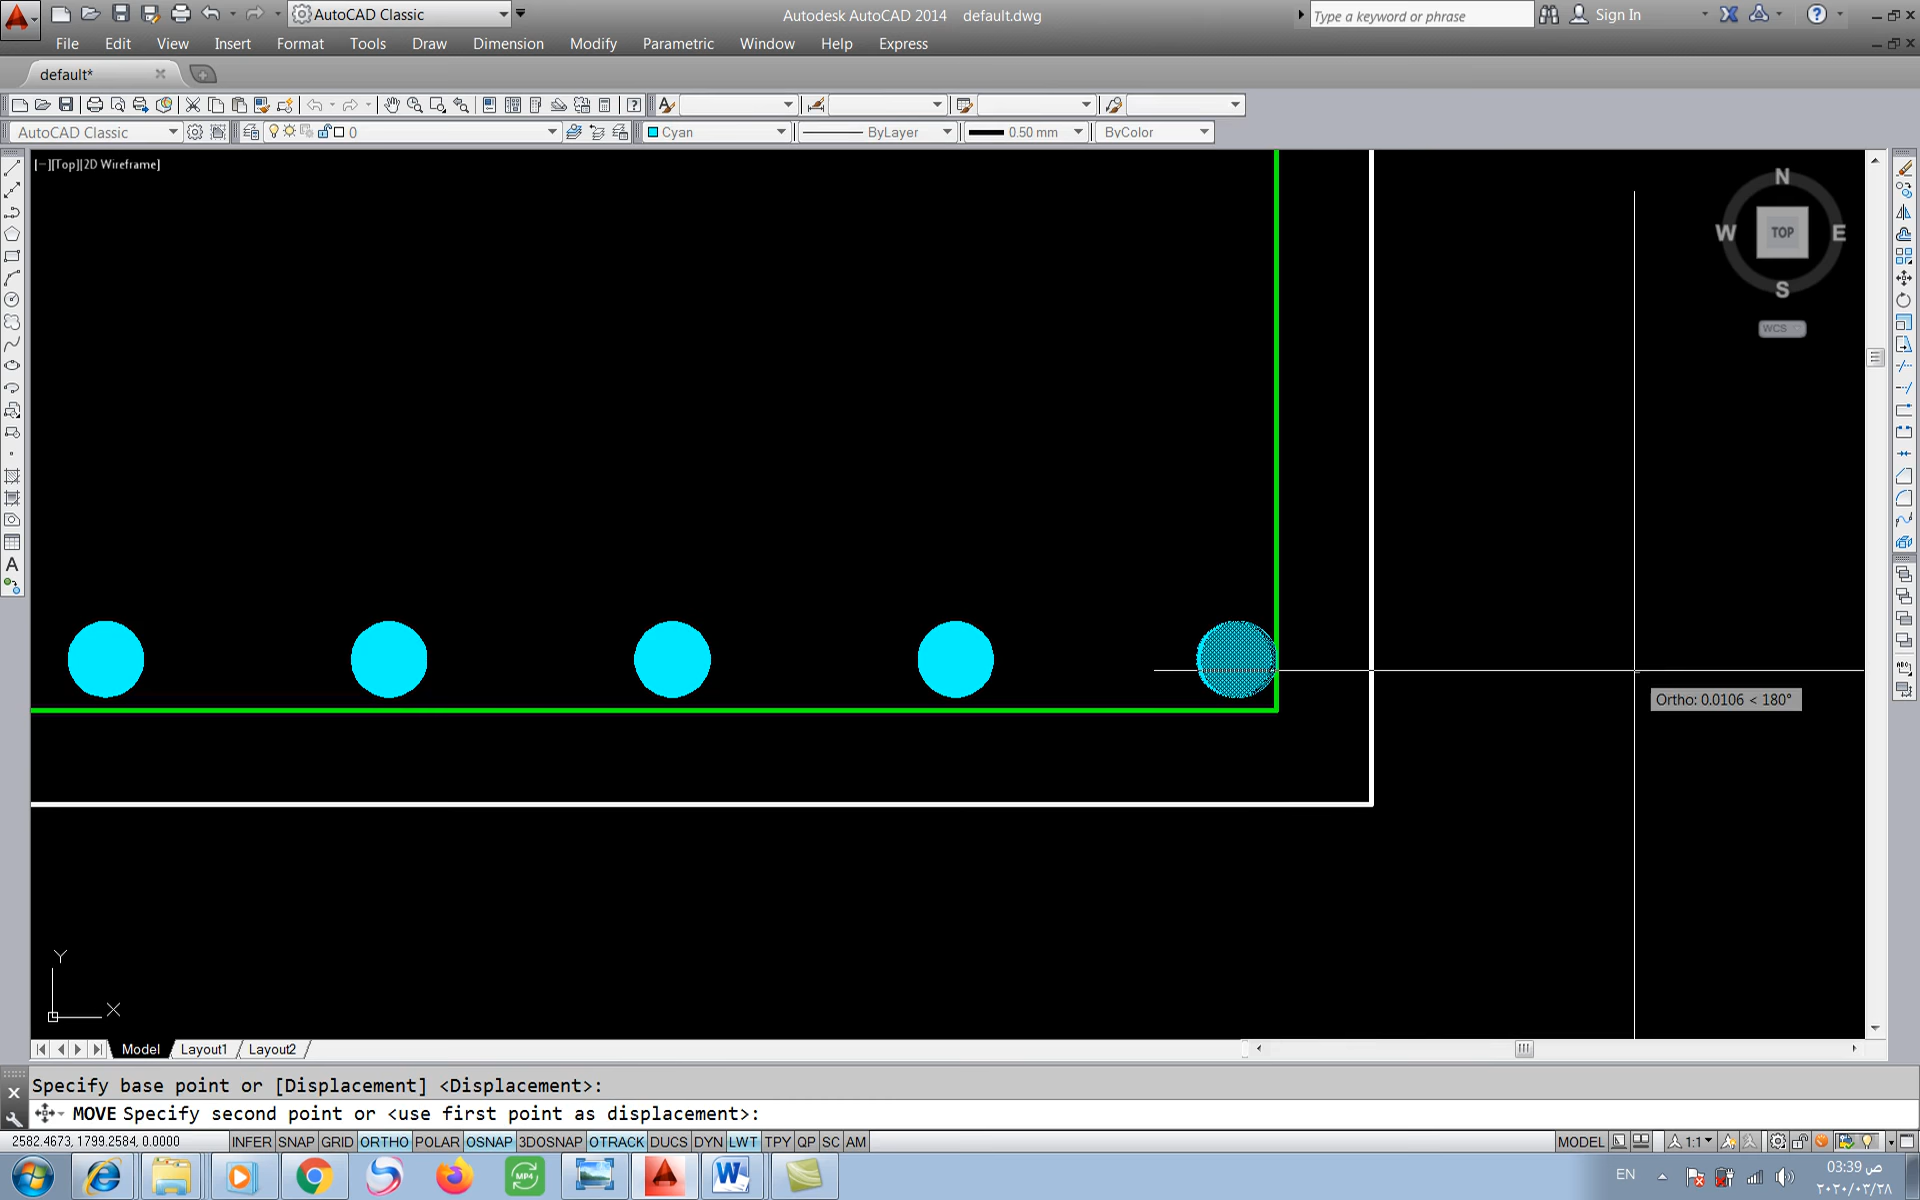 AutoCAD Classic
Autodesk AutoCAD 2014 default.dwg
Type a keyword or phrase
Sign In
File Edit View Insert Format Tools Draw Dimension Modify Parametric Window Help Express
default*
AutoCAD Classic
0
Cyan
ByLayer
0.50 mm
ByColor
[−][Top][2D Wireframe]
N
W TOP E
S
WCS
A
Ortho: 0.0106 < 180°
Y
X
Model Layout1 Layout2
Specify base point or [Displacement] <Displacement>:
MOVE Specify second point or <use first point as displacement>:
2582.4673, 1799.2584, 0.0000
INFER SNAP GRID ORTHO POLAR OSNAP 3DOSNAP OTRACK DUCS DYN LWT TPY QP SC AM
MODEL
1:1
MP4
EN
03:39 ص
٢٠٢٠/٠٣/٢٨